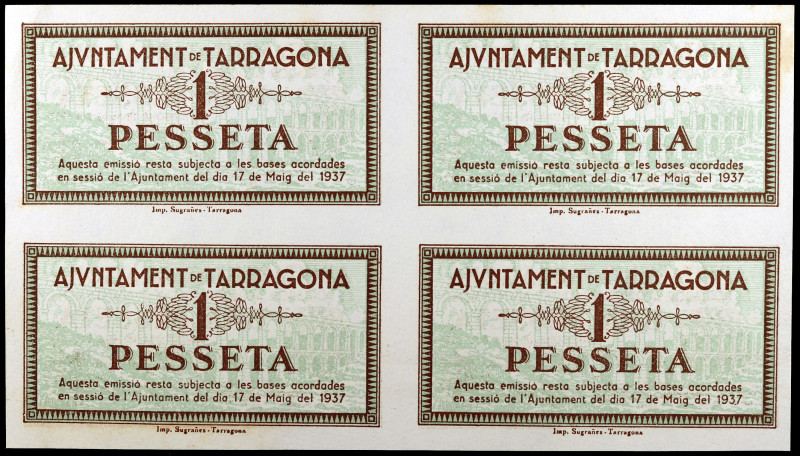 AJVNTAMENT DE TARRAGONA
1
PESSETA
Aquesta emissió resta subjecta a les bases acordades
en sessió de l'Ajuntament del dia 17 de Maig del 1937
Imp. Sugrañes - Tarragona
AJVNTAMENT DE TARRAGONA
1
PESSETA
Aquesta emissió resta subjecta a les bases acordades
en sessió de l'Ajuntament del dia 17 de Maig del 1937
Imp. Sugrañes - Tarragona
AJVNTAMENT DE TARRAGONA
1
PESSETA
Aquesta emissió resta subjecta a les bases acordades
en sessió de l'Ajuntament del dia 17 de Maig del 1937
Imp. Sugrañes - Tarragona
AJVNTAMENT DE TARRAGONA
1
PESSETA
Aquesta emissió resta subjecta a les bases acordades
en sessió de l'Ajuntament del dia 17 de Maig del 1937
Imp. Sugrañes - Tarragona